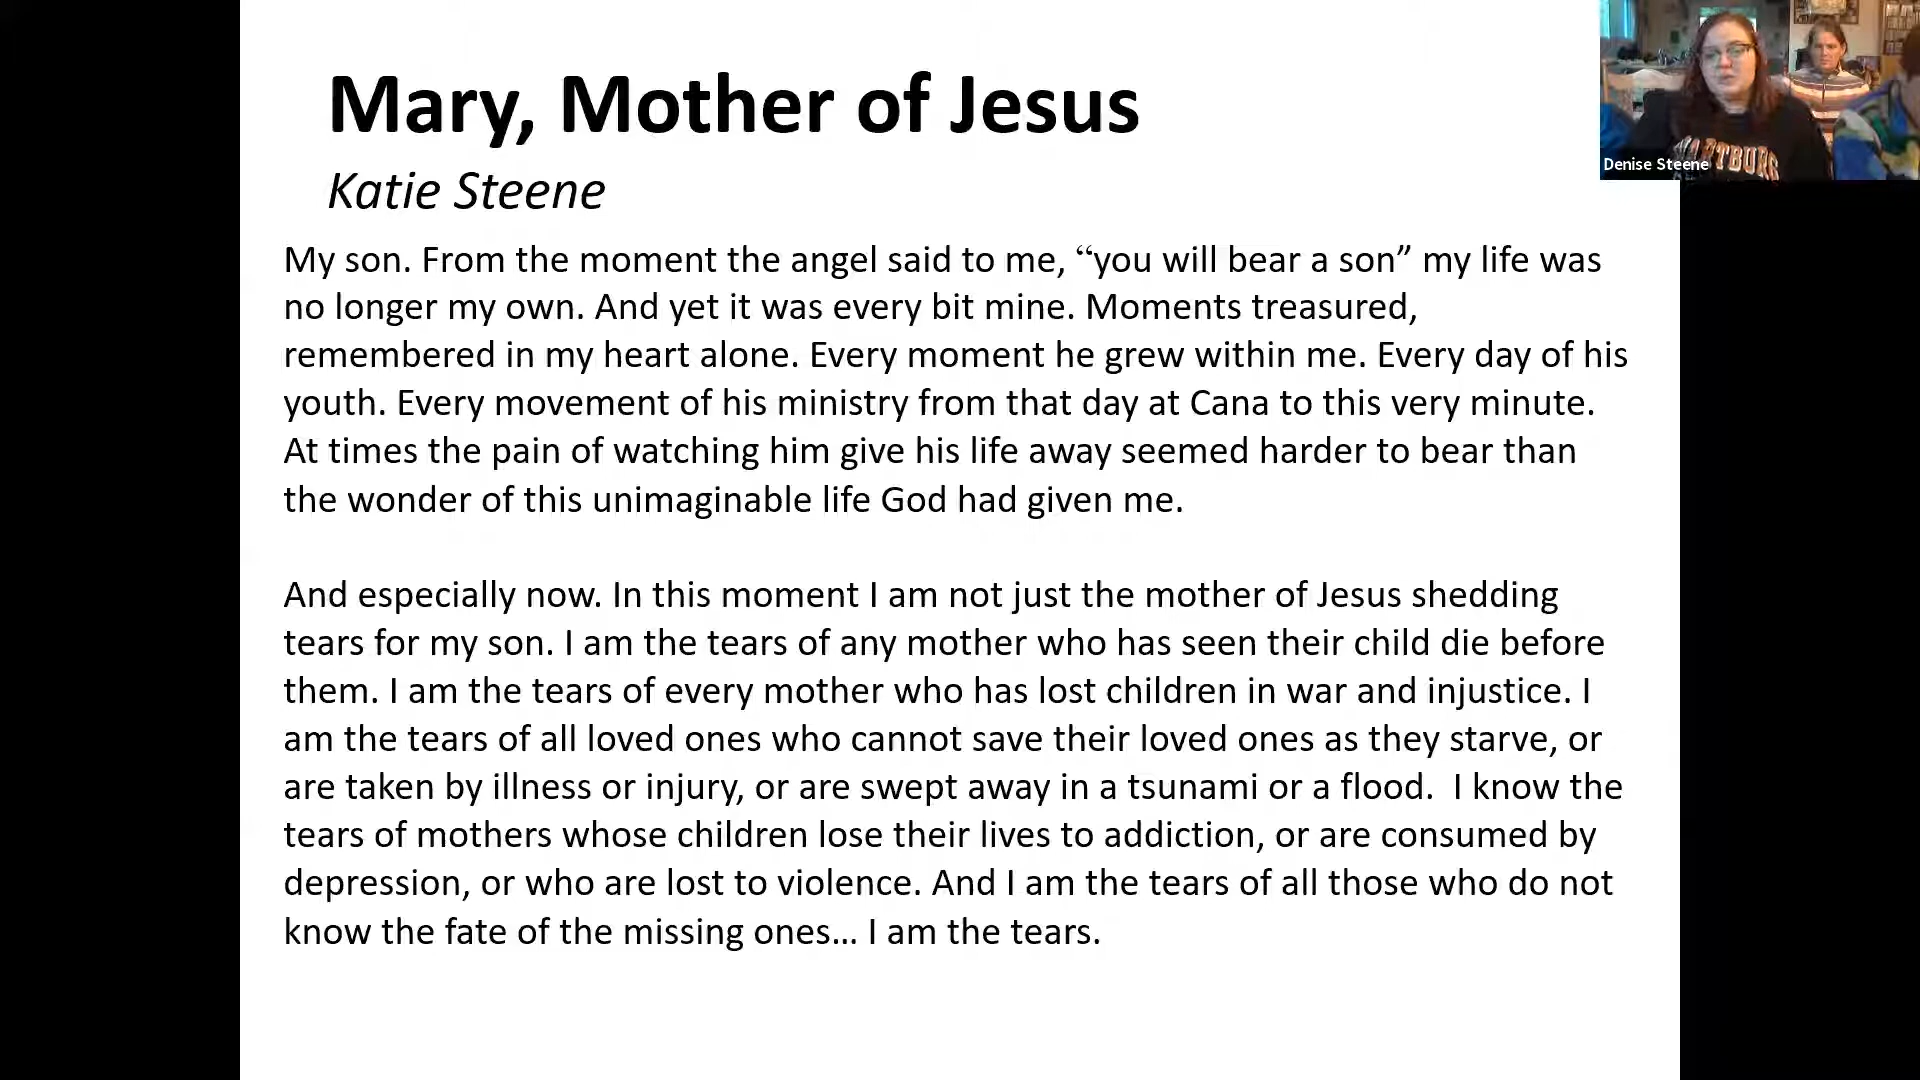 Mary, Mother of Jesus
Katie Steene
My son. From the moment the angel said to me, “you will bear a son” my life was
no longer my own. And yet it was every bit mine. Moments treasured,
remembered in my heart alone. Every moment he grew within me. Every day of his
youth. Every movement of his ministry from that day at Cana to this very minute.
At times the pain of watching him give his life away seemed harder to bear than
the wonder of this unimaginable life God had given me.
And especially now. In this moment I am not just the mother of Jesus shedding
tears for my son. I am the tears of any mother who has seen their child die before
them. I am the tears of every mother who has lost children in war and injustice. I
am the tears of all loved ones who cannot save their loved ones as they starve, or
are taken by illness or injury, or are swept away in a tsunami or a flood.  I know the
tears of mothers whose children lose their lives to addiction, or are consumed by
depression, or who are lost to violence. And I am the tears of all those who do not
know the fate of the missing ones… I am the tears.
Denise Steene